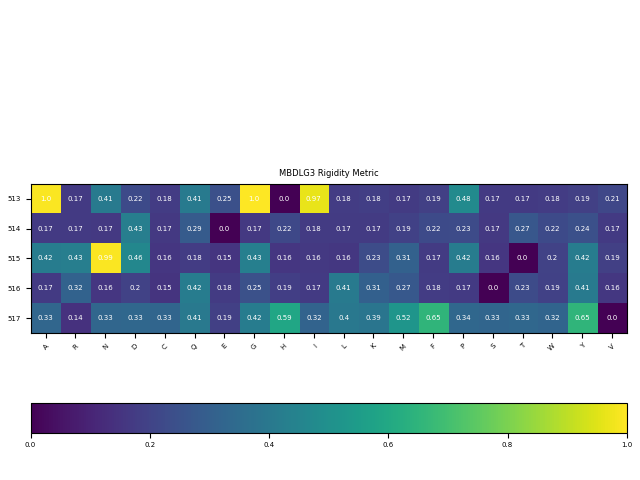 MBDLG3 Rigidity Metric
513 1.0 0.17 0.41 0.22 0.18 0.41 0.25 1.0 0.0 0.97 0.18 0.18 0.17 0.19 0.48 0.17 0.17 0.18 0.19 0.21
514 0.17 0.17 0.17 0.43 0.17 0.29 0.0 0.17 0.22 0.18 0.17 0.17 0.19 0.22 0.23 0.17 0.27 0.22 0.24 0.17
515 0.42 0.43 0.99 0.46 0.16 0.18 0.15 0.43 0.16 0.16 0.16 0.23 0.31 0.17 0.42 0.16 0.0 0.2 0.42 0.19
516 0.17 0.32 0.16 0.2 0.15 0.42 0.18 0.25 0.19 0.17 0.41 0.31 0.27 0.18 0.17 0.0 0.23 0.19 0.41 0.16
517 0.33 0.14 0.33 0.33 0.33 0.41 0.19 0.42 0.59 0.32 0.4 0.39 0.52 0.65 0.34 0.33 0.33 0.32 0.65 0.0
A R N D C Q E G H I L K M F P S T W Y V
0.0 0.2 0.4 0.6 0.8 1.0